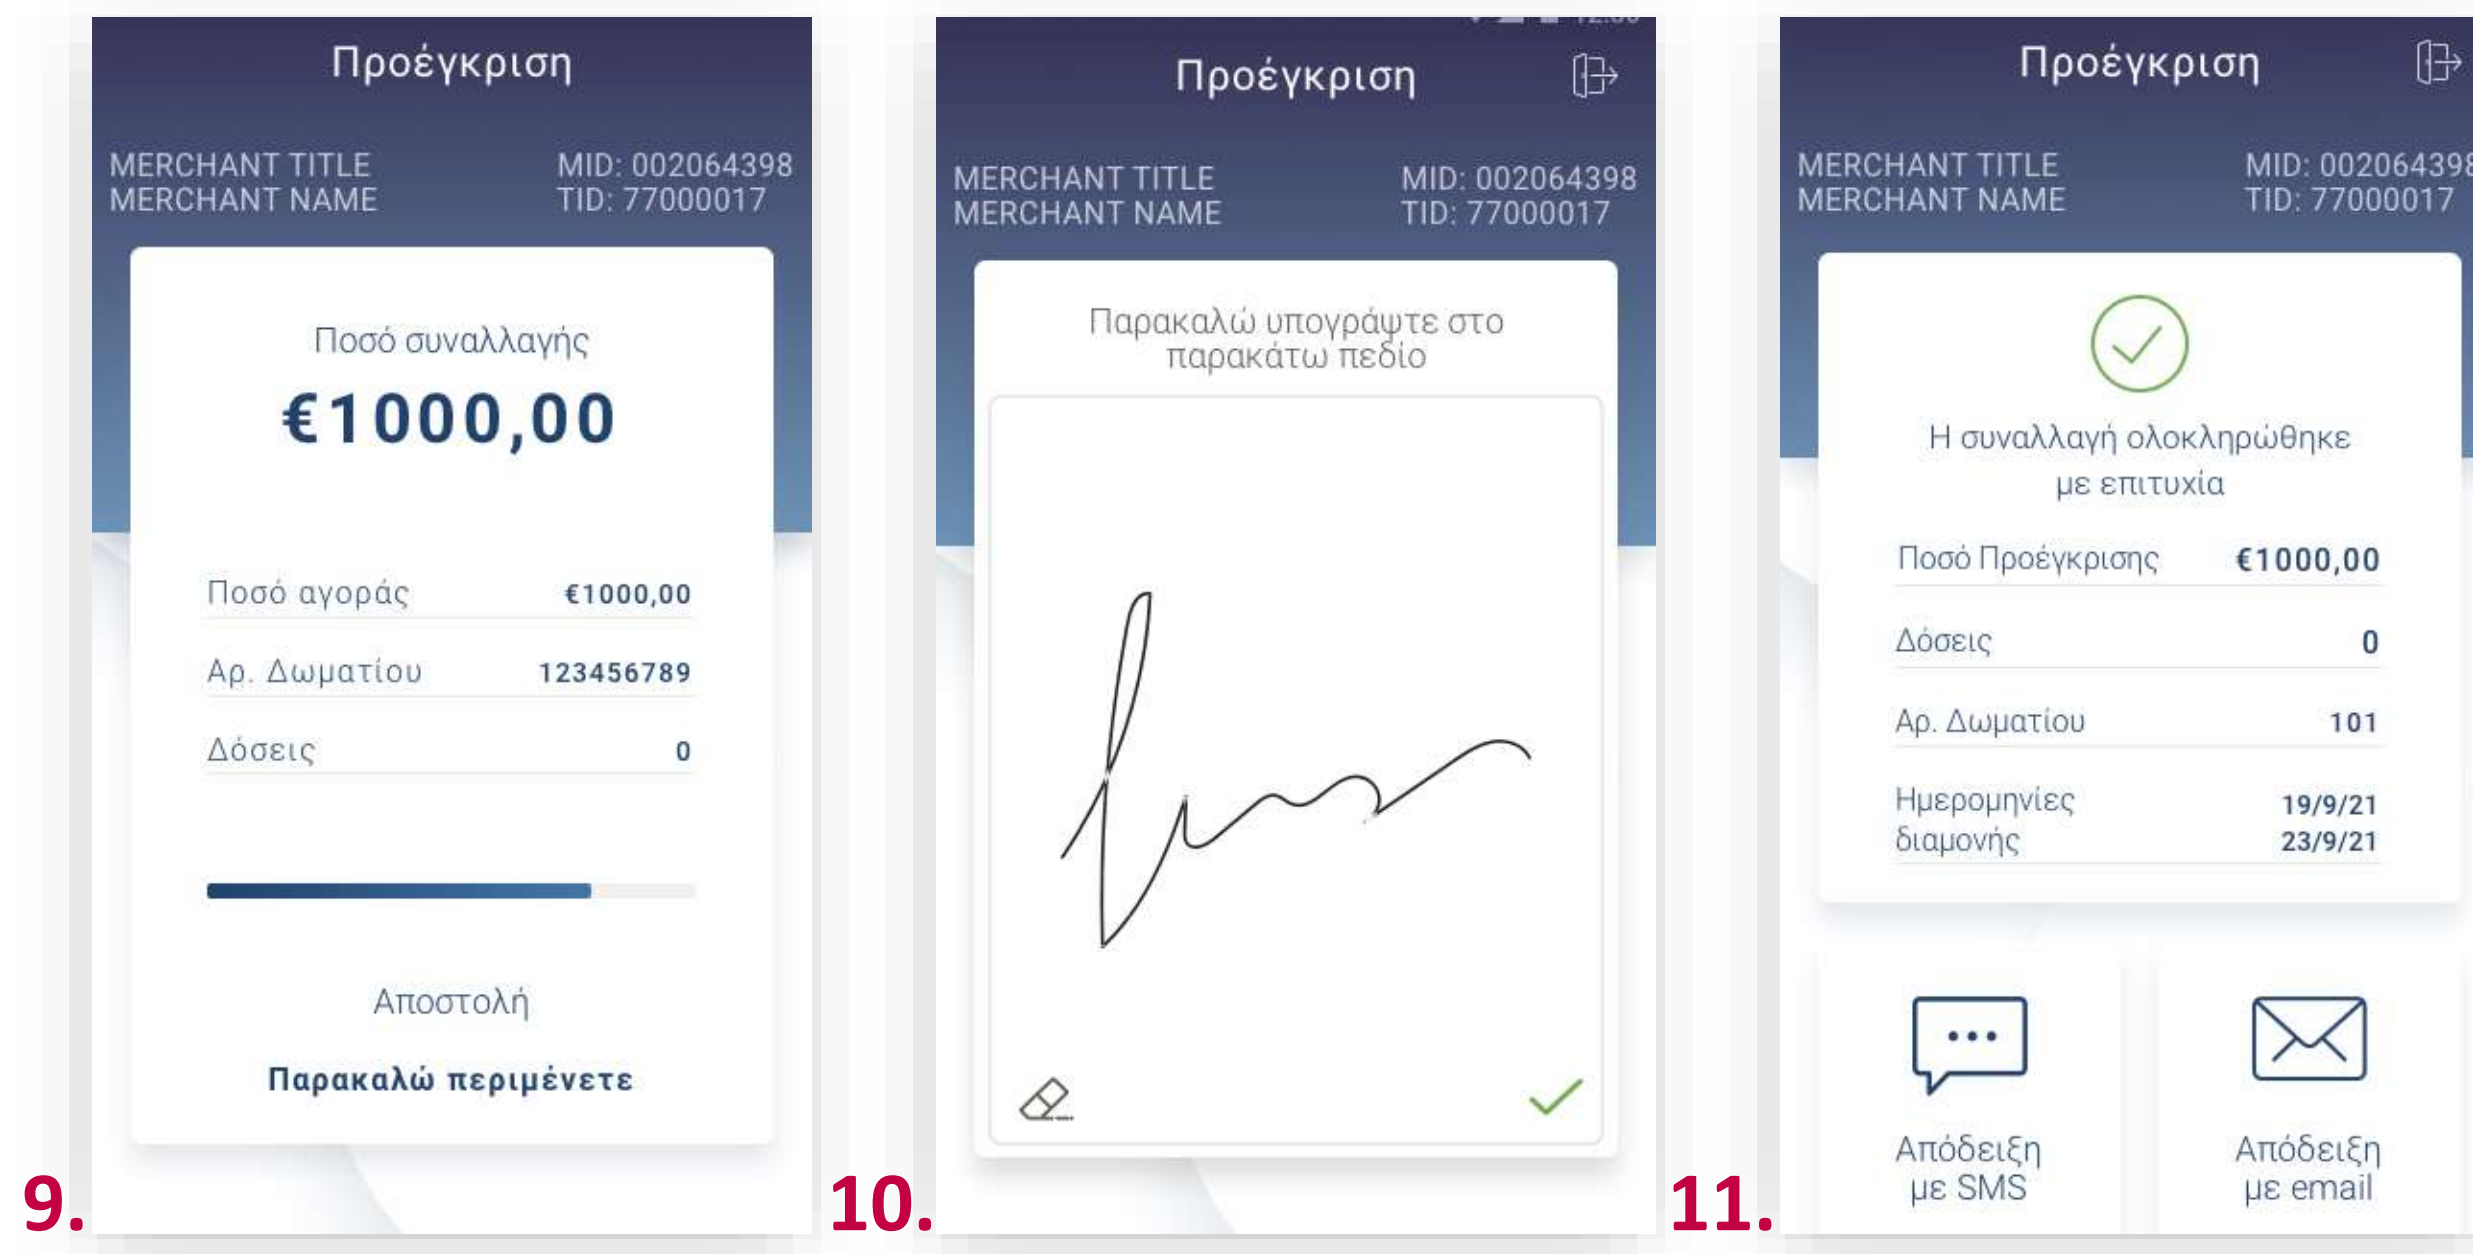 Προέγκριση
MERCHANT TITLE MID: 002064398
MERCHANT NAME TID: 77000017
Ποσό συναλλαγής
€1000,00
Ποσό αγοράς €1000,00
Αρ. Δωματίου 123456789
Δόσεις 0
Αποστολή
Παρακαλώ περιμένετε
9.
Προέγκριση
MERCHANT TITLE MID: 002064398
MERCHANT NAME TID: 77000017
Παρακαλώ υπογράψτε στο
παρακάτω πεδίο
10.
Προέγκριση
MERCHANT TITLE MID: 002064398
MERCHANT NAME TID: 77000017
Η συναλλαγή ολοκληρώθηκε
με επιτυχία
Ποσό Προέγκρισης €1000,00
Δόσεις 0
Αρ. Δωματίου 101
Ημερομηνίες 19/9/21
διαμονής 23/9/21
Απόδειξη
με SMS
Απόδειξη
με email
11.